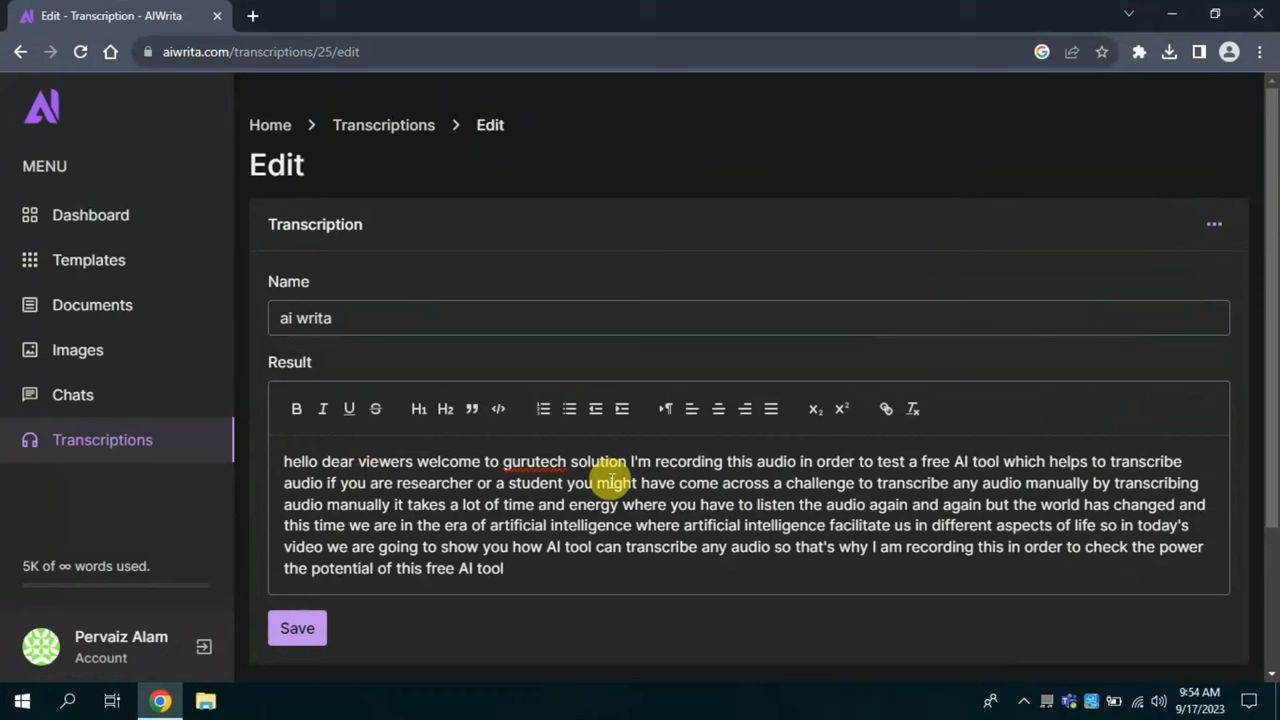 Edit - Transcription - AIWrita
aiwrita.com/transcriptions/25/edit
MENU
Dashboard
Templates
Documents
Images
Chats
Transcriptions
5K of ∞ words used.
Pervaiz Alam
Account
Home > Transcriptions > Edit
Edit
Transcription
Name
ai writa
Result
B I U S H1 H2 x₂ x²
hello dear viewers welcome to gurutech solution I'm recording this audio in order to test a free AI tool which helps to transcribe
audio if you are researcher or a student you might have come across a challenge to transcribe any audio manually by transcribing
audio manually it takes a lot of time and energy where you have to listen the audio again and again but the world has changed and
this time we are in the era of artificial intelligence where artificial intelligence facilitate us in different aspects of life so in today's
video we are going to show you how AI tool can transcribe any audio so that's why I am recording this in order to check the power
the potential of this free AI tool
Save
9:54 AM
9/17/2023